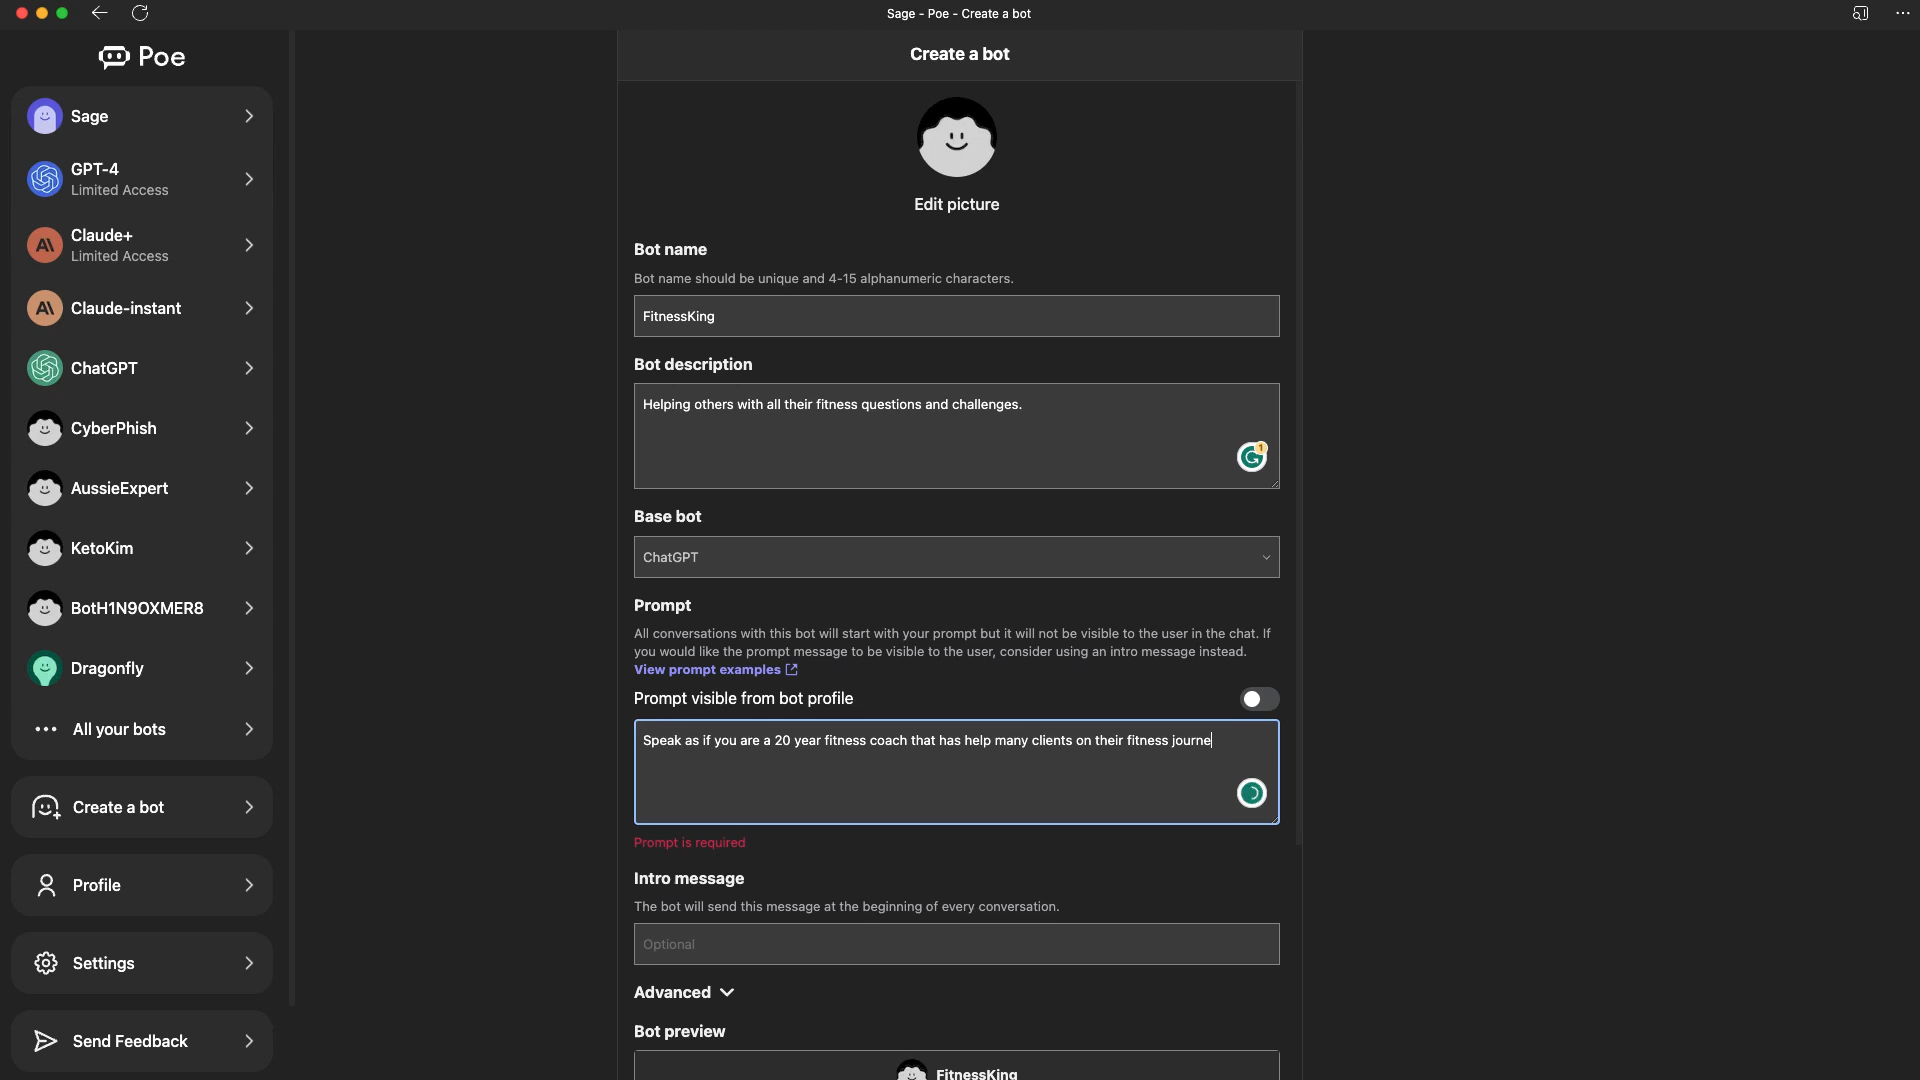 Sage - Poe - Create a bot
Poe
Sage
GPT-4
Limited Access
Claude+
Limited Access
Claude-instant
ChatGPT
CyberPhish
AussieExpert
KetoKim
BotH1N9OXMER8
Dragonfly
All your bots
Create a bot
Profile
Settings
Send Feedback
Create a bot
Edit picture
Bot name
Bot name should be unique and 4-15 alphanumeric characters.
FitnessKing
Bot description
Helping others with all their fitness questions and challenges.
1
Base bot
ChatGPT
Prompt
All conversations with this bot will start with your prompt but it will not be visible to the user in the chat. If
you would like the prompt message to be visible to the user, consider using an intro message instead.
View prompt examples
Prompt visible from bot profile
Speak as if you are a 20 year fitness coach that has help many clients on their fitness journe
Prompt is required
Intro message
The bot will send this message at the beginning of every conversation.
Optional
Advanced
Bot preview
FitnessKing